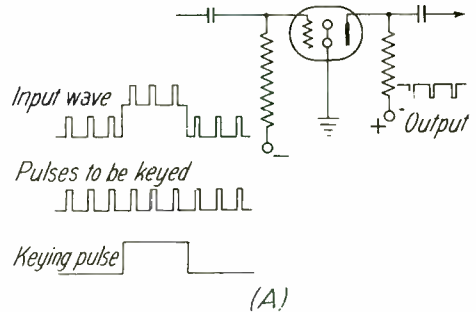 Input wave
Output
Pulses to be keyed
Keying pulse
(A)